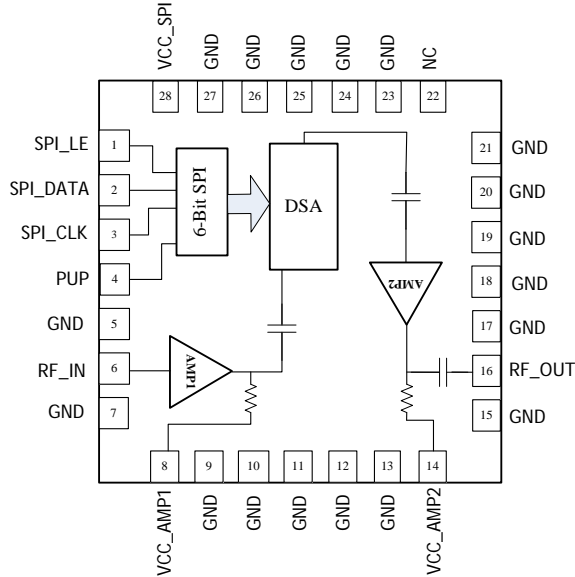 VCC_SPI
GND
GND
GND
GND
GND
NC
28
27
26
25
24
23
22
SPI_LE
1
SPI_DATA
2
SPI_CLK
3
PUP
4
GND
5
RF_IN
6
GND
7
6-Bit SPI
DSA
AMP1
AMP2
21
GND
20
GND
19
GND
18
GND
17
GND
16
RF_OUT
15
GND
8
9
10
11
12
13
14
VCC_AMP1
GND
GND
GND
GND
GND
VCC_AMP2